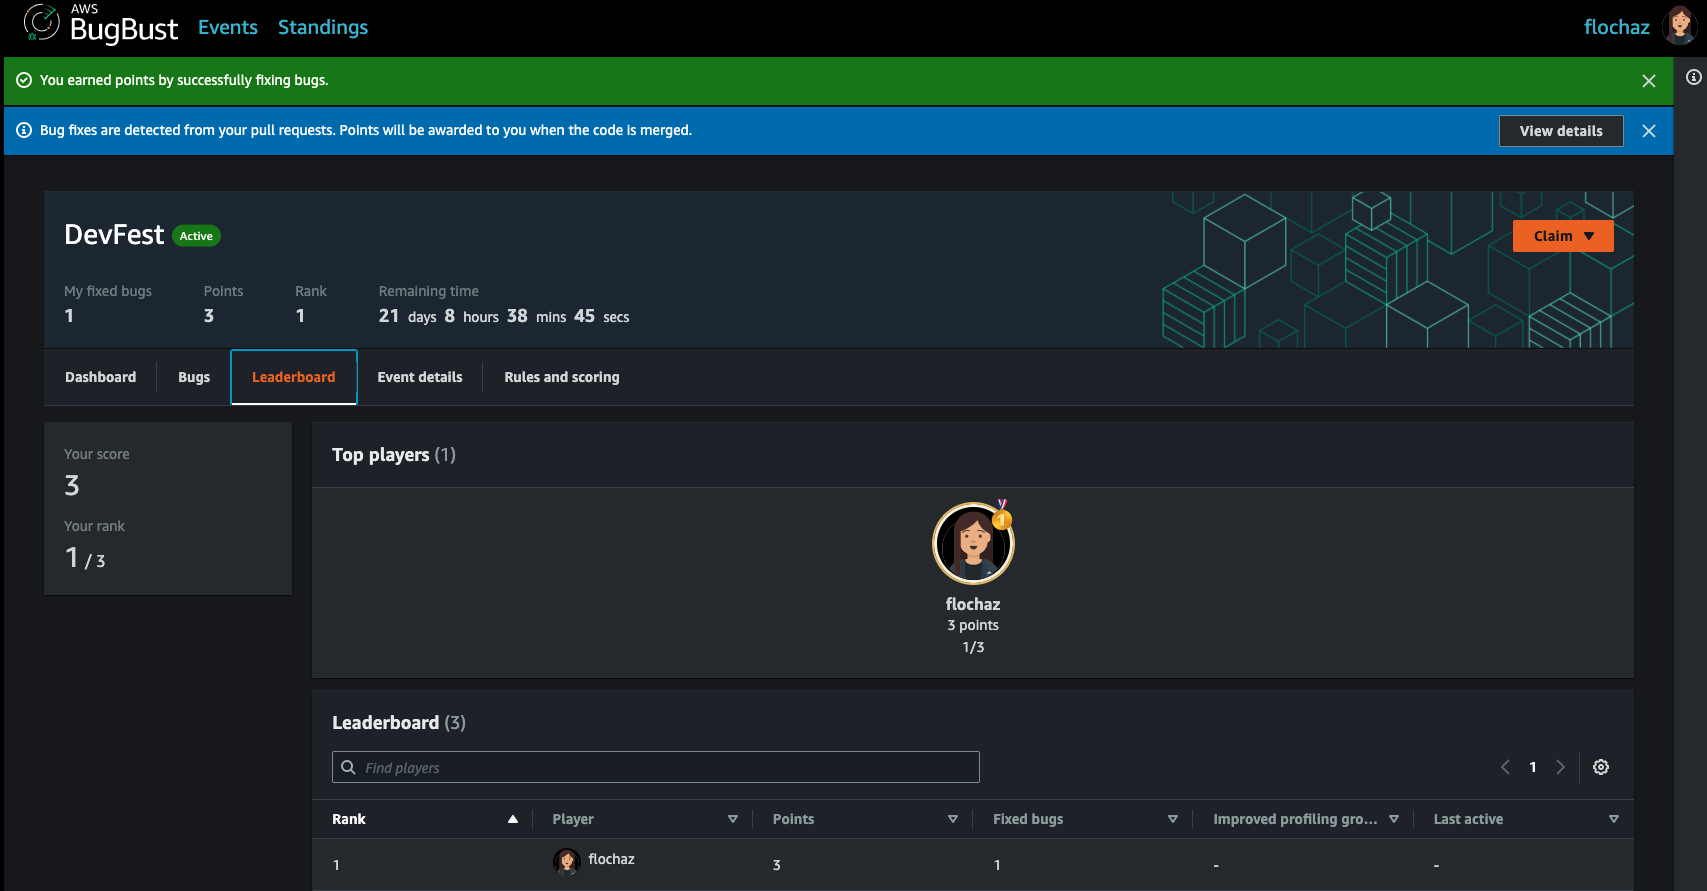 AWS
BugBust Events Standings flochaz
You earned points by successfully fixing bugs.
Bug fixes are detected from your pull requests. Points will be awarded to you when the code is merged. View details
DevFest Active Claim
My fixed bugs Points Rank Remaining time
1 3 1 21 days 8 hours 38 mins 45 secs
Dashboard Bugs Leaderboard Event details Rules and scoring
Your score
3
Your rank
1 / 3
Top players (1)
1
flochaz
3 points
1/3
Leaderboard (3)
Find players 1
Rank Player Points Fixed bugs Improved profiling gro... Last active
1 flochaz 3 1 - -